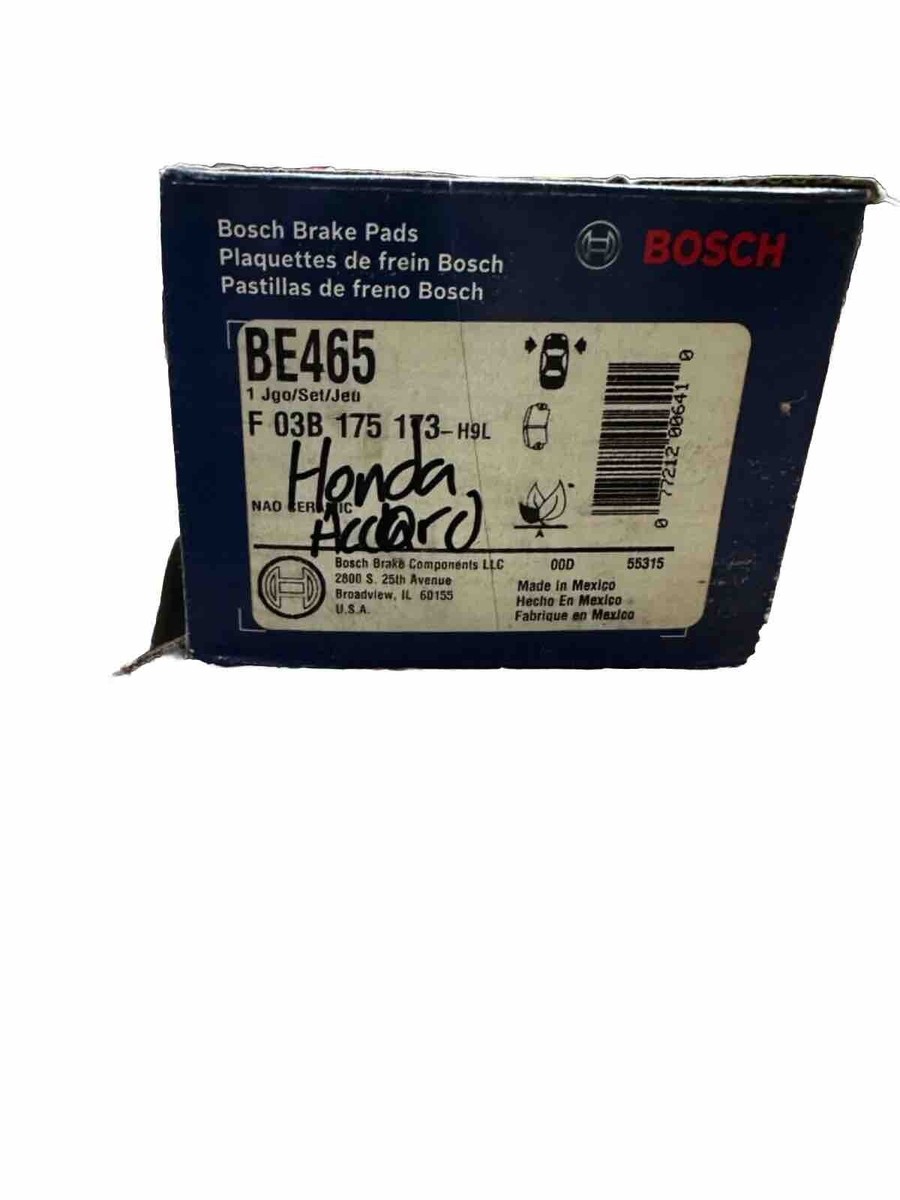 Bosch Brake Pads
Plaquettes de frein Bosch
Pastillas de freno Bosch
BOSCH
BE465
1 Jgo/Set/Jeu
F 03B 175 173-H9L
Honda
NAO CERAMIC
Accord
A
0 77212 00641 0
Bosch Brake Components LLC
2800 S. 25th Avenue
Broadview, IL 60155
U.S.A.
00D 55315
Made in Mexico
Hecho En Mexico
Fabrique en Mexico